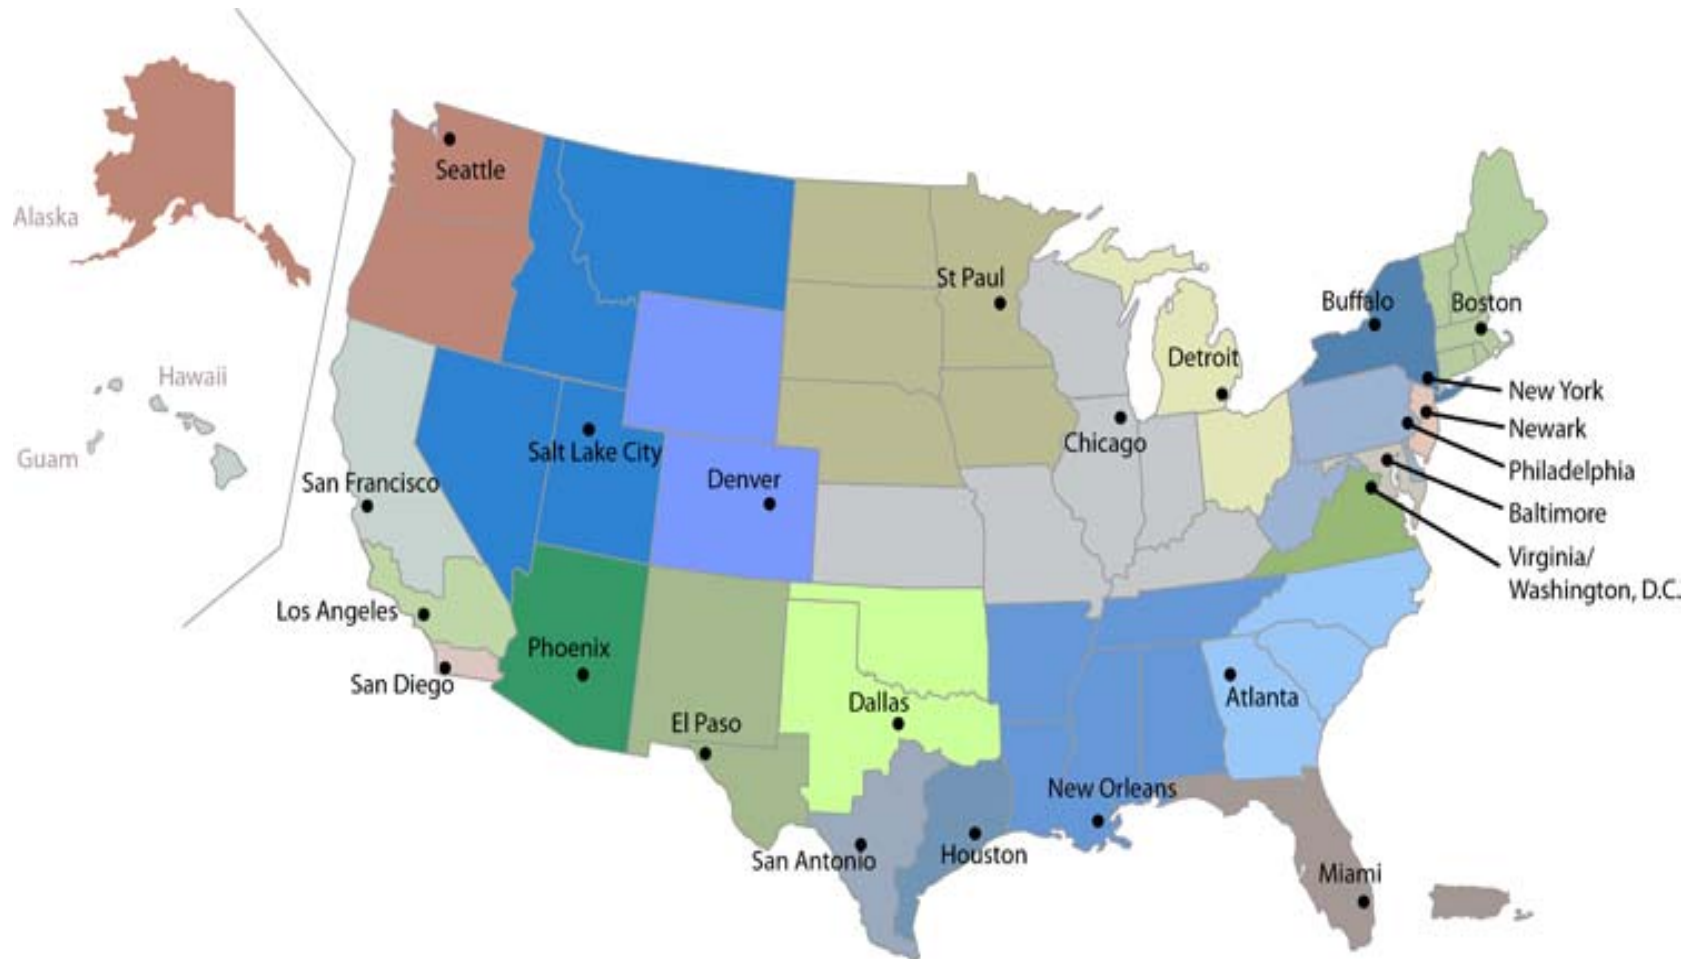 Alaska
Hawaii
Guam
Seattle
St Paul
Buffalo
Boston
Detroit
New York
Newark
Philadelphia
Baltimore
Virginia/
Washington, D.C.
Chicago
Salt Lake City
Denver
San Francisco
Los Angeles
San Diego
Phoenix
El Paso
Dallas
Atlanta
New Orleans
San Antonio
Houston
Miami